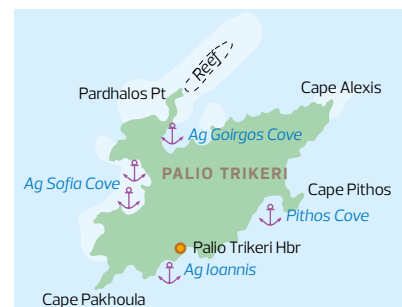 Reef
Pardhalos Pt
Cape Alexis
Ag Goirgos Cove
Ag Sofia Cove
PALIO TRIKERI
Cape Pithos
Pithos Cove
Palio Trikeri Hbr
Ag Ioannis
Cape Pakhoula